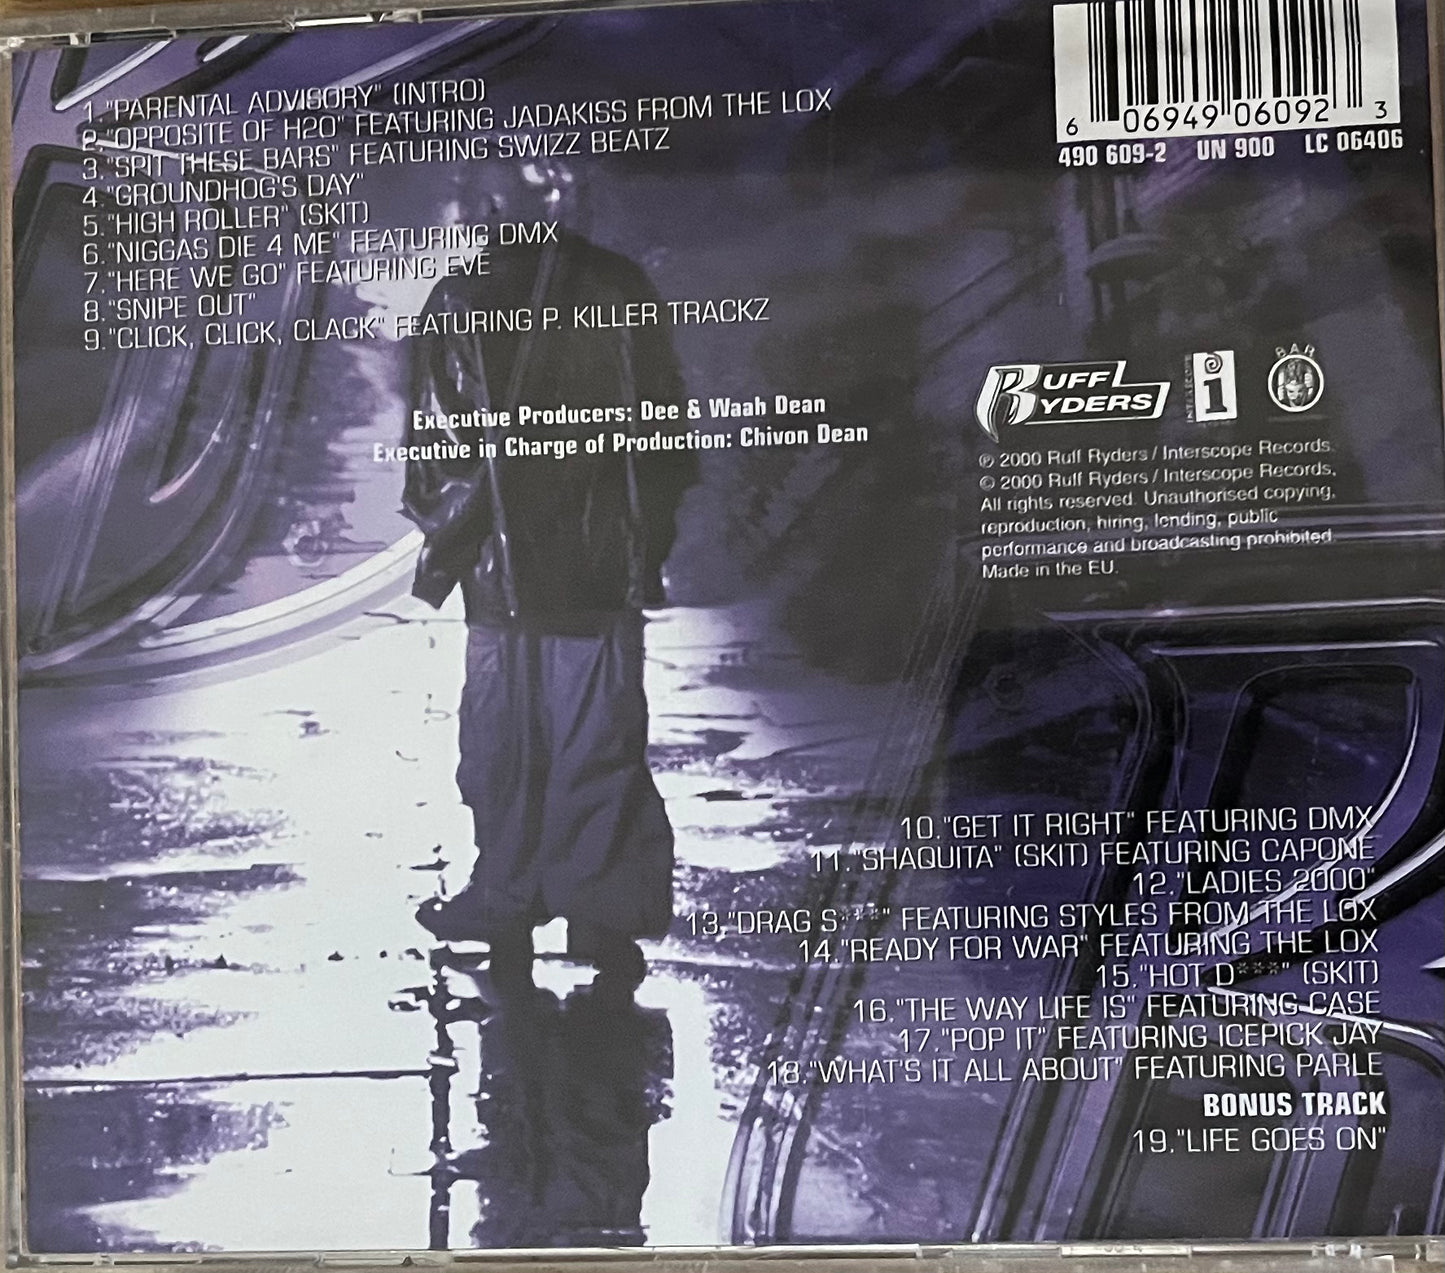 1."PARENTAL ADVISORY" (INTRO)
2."OPPOSITE OF H2O" FEATURING JADAKISS FROM THE LOX
3."SPIT THESE BARS" FEATURING SWIZZ BEATZ
4."GROUNDHOG'S DAY"
5."HIGH ROLLER" (SKIT)
6."NIGGAS DIE 4 ME" FEATURING DMX
7."HERE WE GO" FEATURING EVE
8."SNIPE OUT"
9."CLICK, CLICK, CLACK" FEATURING P. KILLER TRACKZ
6 06949 06092 3
490 609-2 UN 900 LC 06406
Executive Producers: Dee & Waah Dean
Executive in Charge of Production: Chivon Dean
RUFF
RYDERS
INTERSCOPE
BAR
℗ 2000 Ruff Ryders / Interscope Records.
© 2000 Ruff Ryders / Interscope Records,
All rights reserved. Unauthorised copying,
reproduction, hiring, lending, public
performance and broadcasting prohibited
Made in the EU.
10."GET IT RIGHT" FEATURING DMX
11."SHAQUITA" (SKIT) FEATURING CAPONE
12."LADIES 2000"
13."DRAG S****" FEATURING STYLES FROM THE LOX
14."READY FOR WAR" FEATURING THE LOX
15."HOT D***" (SKIT)
16."THE WAY LIFE IS" FEATURING CASE
17."POP IT" FEATURING ICEPICK JAY
18."WHAT'S IT ALL ABOUT" FEATURING PARLE
BONUS TRACK
19."LIFE GOES ON"